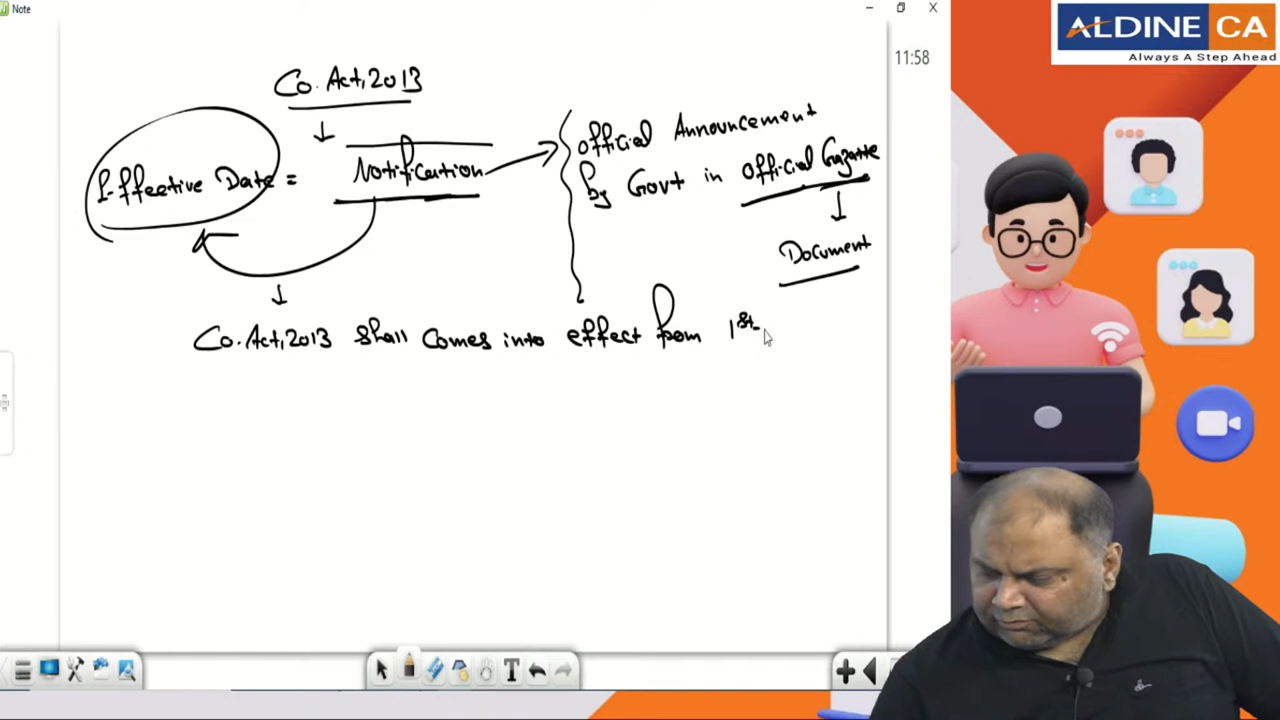 Note
ALDINE CA
Always A Step Ahead
11:58
Co. Act, 2013
Effective Date = Notification
Official Announcement
by Govt in Official Gazatte
Document
Co. Act, 2013 shall comes into effect from 1st